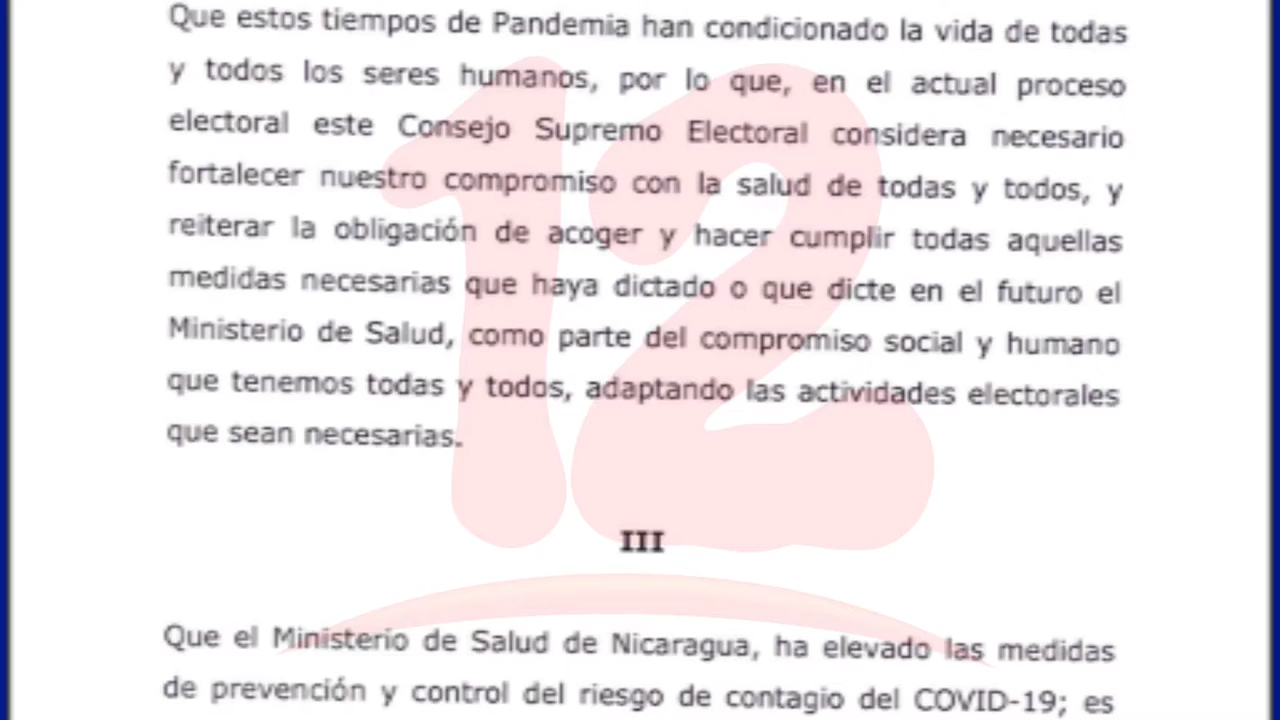 Que estos tiempos de Pandemia han condicionado la vida de todas
y todos los seres humanos, por lo que, en el actual proceso
electoral este Consejo Supremo Electoral considera necesario
fortalecer nuestro compromiso con la salud de todas y todos, y
reiterar la obligación de acoger y hacer cumplir todas aquellas
medidas necesarias que haya dictado o que dicte en el futuro el
Ministerio de Salud, como parte del compromiso social y humano
que tenemos todas y todos, adaptando las actividades electorales
que sean necesarias.
12
III
Que el Ministerio de Salud de Nicaragua, ha elevado las medidas
de prevención y control del riesgo de contagio del COVID-19; es